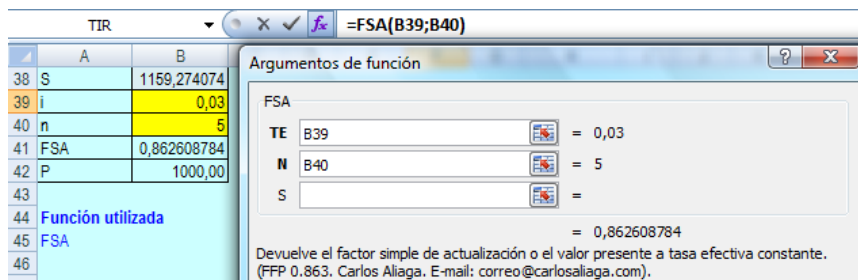 TIR =FSA(B39;B40)
A B
38 S 1159,274074
39 i 0,03
40 n 5
41 FSA 0,862608784
42 P 1000,00
43
44 Función utilizada
45 FSA
46
Argumentos de función
FSA
TE B39 = 0,03
N B40 = 5
S =
= 0,862608784
Devuelve el factor simple de actualización o el valor presente a tasa efectiva constante.
(FFP 0.863. Carlos Aliaga. E-mail: correo@carlosaliaga.com).